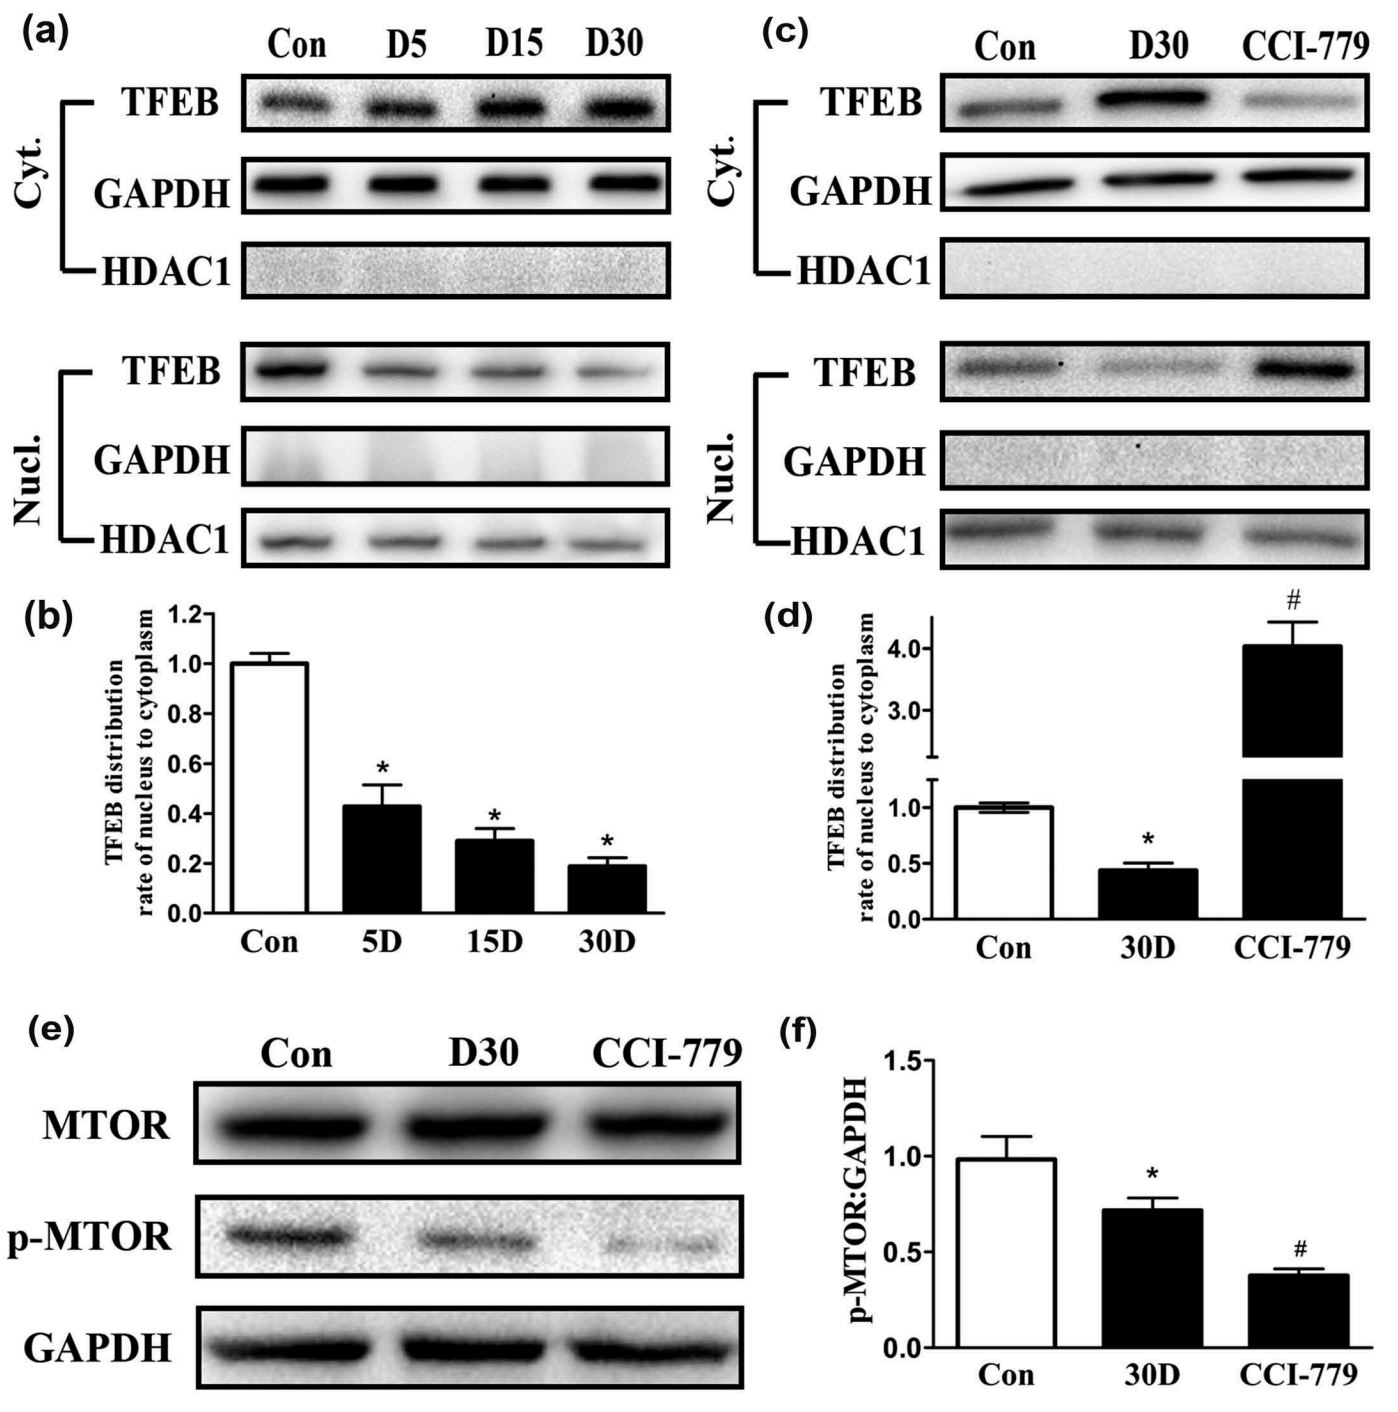 (a)
Con D5 D15 D30
Cyt.
TFEB
GAPDH
HDAC1
Nucl.
TFEB
GAPDH
HDAC1
(c)
Con D30 CCI-779
Cyt.
TFEB
GAPDH
HDAC1
Nucl.
TFEB
GAPDH
HDAC1
(b)
TFEB distribution
rate of nucleus to cytoplasm
1.2
1.0
0.8
0.6
0.4
0.2
0.0
* * *
Con 5D 15D 30D
(d)
TFEB distribution
rate of nucleus to cytoplasm
4.0
3.0
1.0
0.5
0.0
* #
Con 30D CCI-779
(e)
Con D30 CCI-779
MTOR
p-MTOR
GAPDH
(f)
p-MTOR:GAPDH
1.5
1.0
0.5
0.0
* #
Con 30D CCI-779